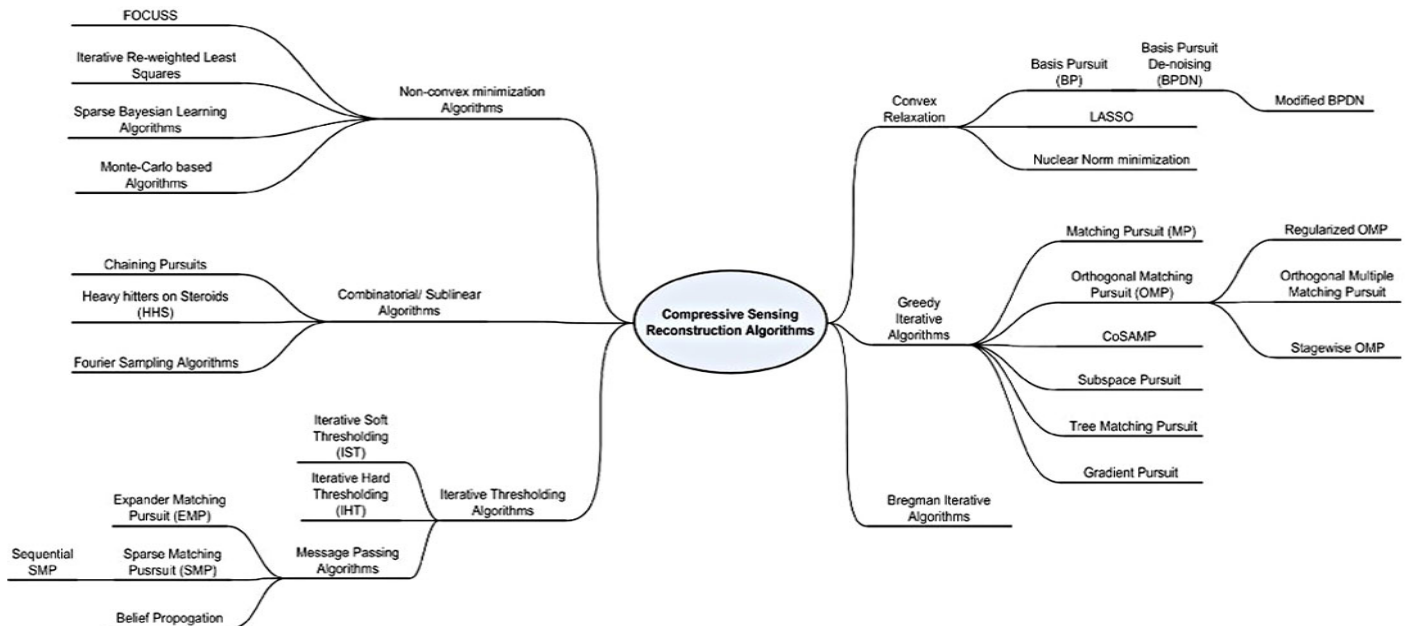 FOCUSS
Iterative Re-weighted Least
Squares
Sparse Bayesian Learning
Algorithms
Monte-Carlo based
Algorithms
Non-convex minimization
Algorithms
Chaining Pursuits
Heavy hitters on Steroids
(HHS)
Fourier Sampling Algorithms
Combinatorial/ Sublinear
Algorithms
Iterative Soft
Thresholding
(IST)
Iterative Hard
Thresholding
(IHT)
Iterative Thresholding
Algorithms
Message Passing
Algorithms
Expander Matching
Pursuit (EMP)
Sparse Matching
Pusrsuit (SMP)
Sequential
SMP
Belief Propogation
Compressive Sensing
Reconstruction Algorithms
Convex
Relaxation
Basis Pursuit
(BP)
Basis Pursuit
De-noising
(BPDN)
Modified BPDN
LASSO
Nuclear Norm minimization
Greedy
Iterative
Algorithms
Matching Pursuit (MP)
Orthogonal Matching
Pursuit (OMP)
Regularized OMP
Orthogonal Multiple
Matching Pursuit
Stagewise OMP
CoSAMP
Subspace Pursuit
Tree Matching Pursuit
Gradient Pursuit
Bregman Iterative
Algorithms